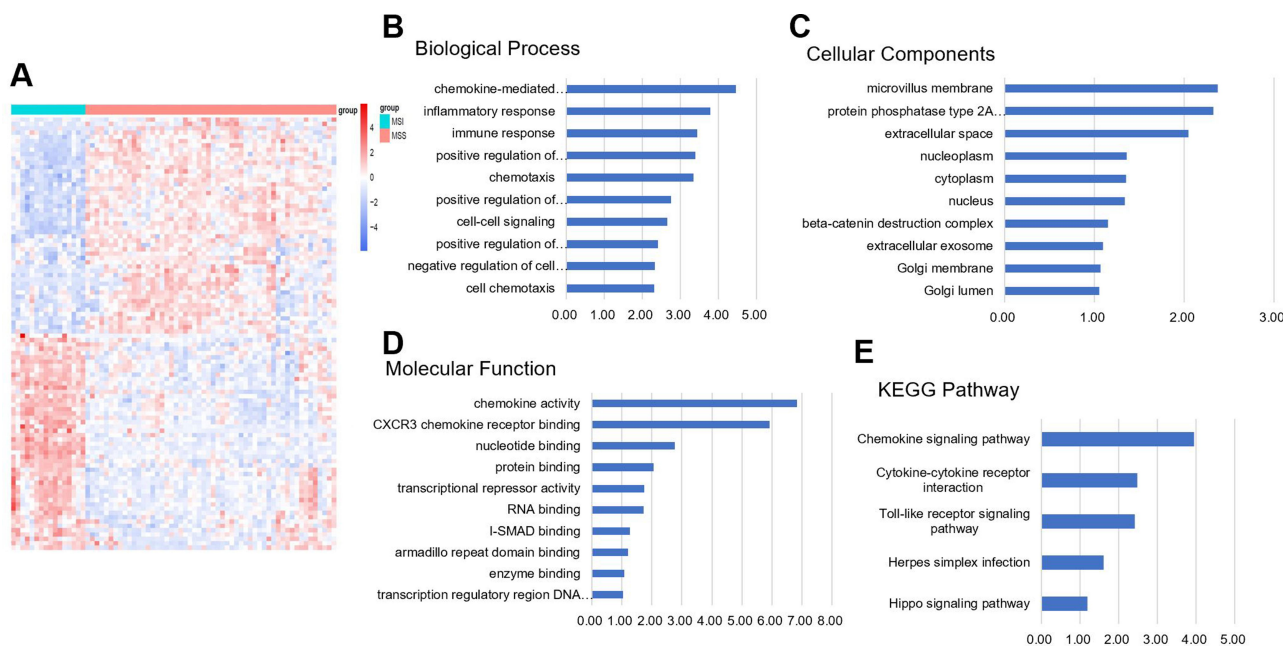 A
group
4
2
0
−2
−4
group
MSI
MSS
B
Biological Process
chemokine-mediated…
inflammatory response
immune response
positive regulation of…
chemotaxis
positive regulation of…
cell-cell signaling
positive regulation of…
negative regulation of cell…
cell chemotaxis
0.00 1.00 2.00 3.00 4.00 5.00
C
Cellular Components
microvillus membrane
protein phosphatase type 2A…
extracellular space
nucleoplasm
cytoplasm
nucleus
beta-catenin destruction complex
extracellular exosome
Golgi membrane
Golgi lumen
0.00 1.00 2.00 3.00
D
Molecular Function
chemokine activity
CXCR3 chemokine receptor binding
nucleotide binding
protein binding
transcriptional repressor activity
RNA binding
I-SMAD binding
armadillo repeat domain binding
enzyme binding
transcription regulatory region DNA…
0.00 1.00 2.00 3.00 4.00 5.00 6.00 7.00 8.00
E
KEGG Pathway
Chemokine signaling pathway
Cytokine-cytokine receptor
interaction
Toll-like receptor signaling
pathway
Herpes simplex infection
Hippo signaling pathway
0.00 1.00 2.00 3.00 4.00 5.00